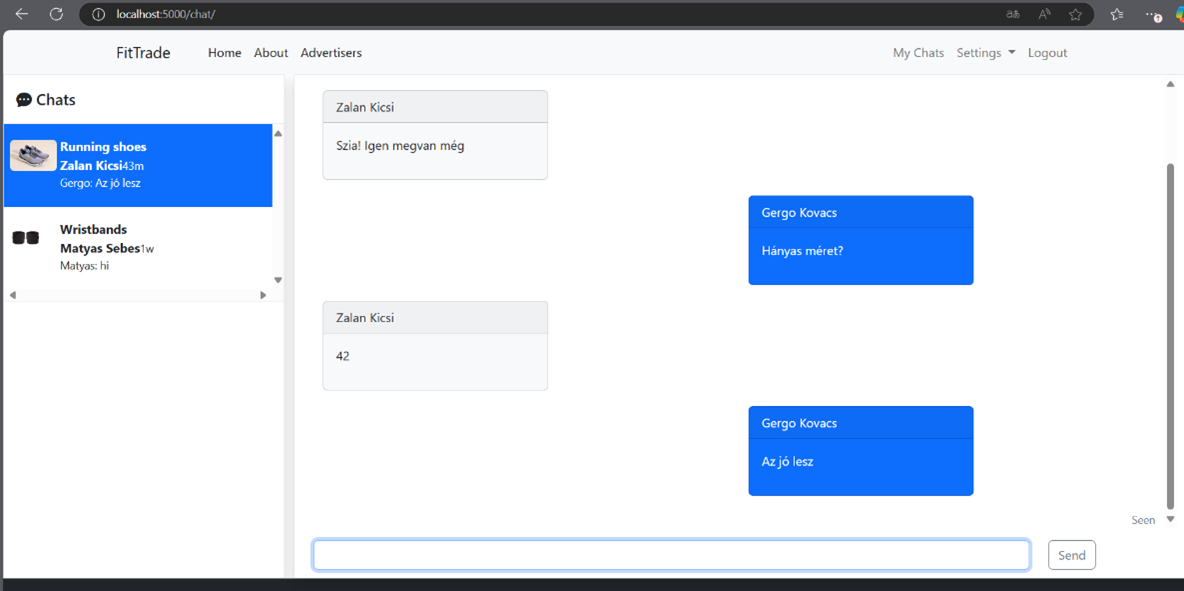 localhost:5000/chat/
FitTrade Home About Advertisers My Chats Settings Logout
Chats
Running shoes
Zalan Kicsi43m
Gergo: Az jó lesz
Wristbands
Matyas Sebes1w
Matyas: hi
Zalan Kicsi
Szia! Igen megvan még
Gergo Kovacs
Hányas méret?
Zalan Kicsi
42
Gergo Kovacs
Az jó lesz
Seen
Send